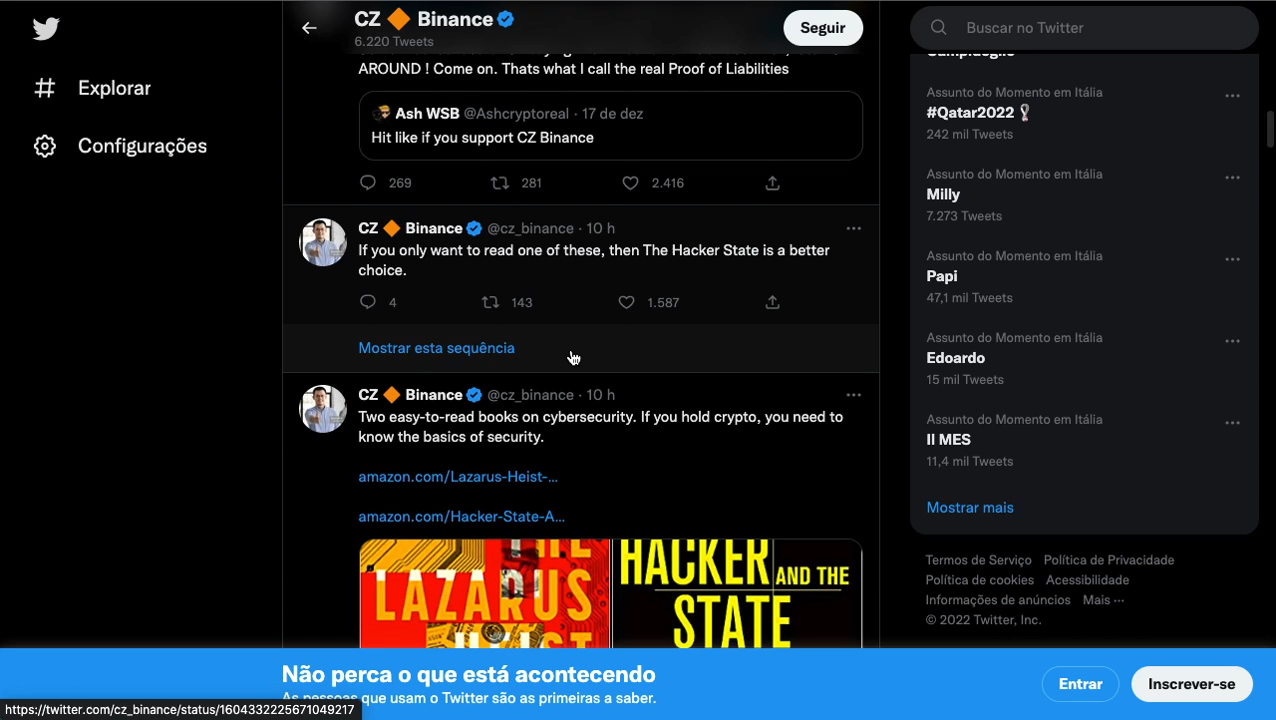 Explorar
Configurações
CZ 🔶 Binance
6.220 Tweets
Seguir
AROUND ! Come on. Thats what I call the real Proof of Liabilities
Ash WSB @Ashcryptoreal · 17 de dez
Hit like if you support CZ Binance
269 281 2.416
CZ 🔶 Binance @cz_binance · 10 h
If you only want to read one of these, then The Hacker State is a better
choice.
4 143 1.587
Mostrar esta sequência
CZ 🔶 Binance @cz_binance · 10 h
Two easy-to-read books on cybersecurity. If you hold crypto, you need to
know the basics of security.
amazon.com/Lazarus-Heist-...
amazon.com/Hacker-State-A...
THE
LAZARUS
HEIST
HACKER AND THE
STATE
Buscar no Twitter
Assunto do Momento em Itália
#Qatar2022
242 mil Tweets
Assunto do Momento em Itália
Milly
7.273 Tweets
Assunto do Momento em Itália
Papi
47,1 mil Tweets
Assunto do Momento em Itália
Edoardo
15 mil Tweets
Assunto do Momento em Itália
Il MES
11,4 mil Tweets
Mostrar mais
Termos de Serviço Política de Privacidade
Política de cookies Acessibilidade
Informações de anúncios Mais ···
© 2022 Twitter, Inc.
Não perca o que está acontecendo
As pessoas que usam o Twitter são as primeiras a saber.
Entrar
Inscrever-se
https://twitter.com/cz_binance/status/1604332225671049217